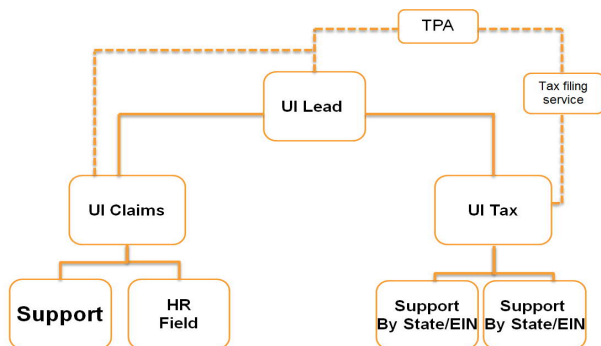 TPA
Tax filing
service
UI Lead
UI Claims
UI Tax
Support
HR
Field
Support
By State/EIN
Support
By State/EIN